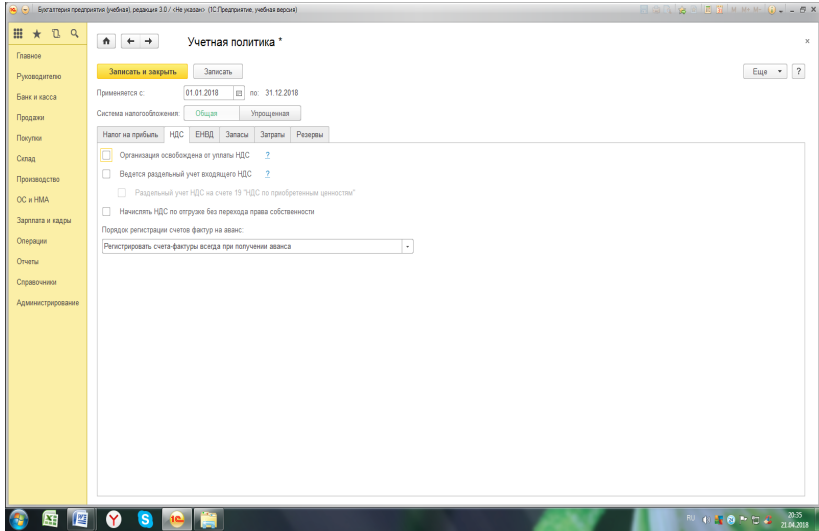 Бухгалтерия предприятия (учебная), редакция 3.0 / <Не указан> (1С:Предприятие, учебная версия)
Учетная политика *
Записать и закрыть
Записать
Еще
?
Применяется с:
01.01.2018
по: 31.12.2018
Система налогообложения:
Общая
Упрощенная
Налог на прибыль
НДС
ЕНВД
Запасы
Затраты
Резервы
Организация освобождена от уплаты НДС ?
Ведется раздельный учет входящего НДС ?
Раздельный учет НДС на счете 19 "НДС по приобретенным ценностям"
Начислять НДС по отгрузке без перехода права собственности
Порядок регистрации счетов фактур на аванс:
Регистрировать счета-фактуры всегда при получении аванса
Главное
Руководителю
Банк и касса
Продажи
Покупки
Склад
Производство
ОС и НМА
Зарплата и кадры
Операции
Отчеты
Справочники
Администрирование
RU
20:35
21.04.2018